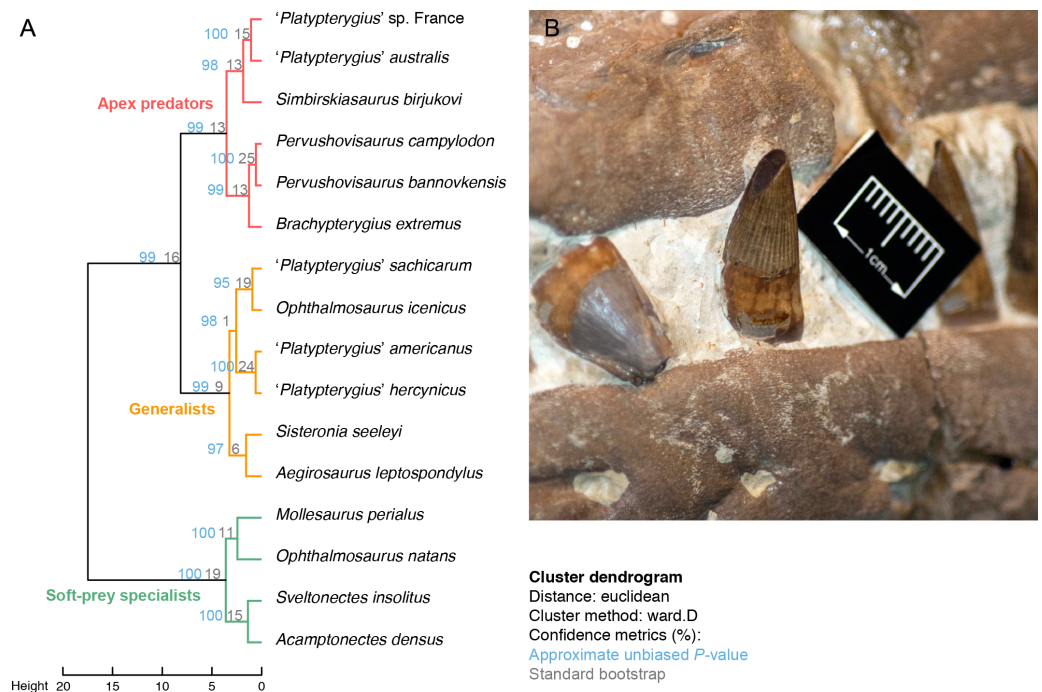 A
'Platypterygius' sp. France
100 15
'Platypterygius' australis
98 13
Simbirskiasaurus birjukovi
Apex predators
99 13
Pervushovisaurus campylodon
100 25
Pervushovisaurus bannovkensis
99 13
Brachypterygius extremus
99 16
'Platypterygius' sachicarum
95 19
Ophthalmosaurus icenicus
98 1
'Platypterygius' americanus
100 24
'Platypterygius' hercynicus
99 9
Generalists
Sisteronia seeleyi
97 6
Aegirosaurus leptospondylus
Mollesaurus perialus
100 11
Ophthalmosaurus natans
100 19
Soft-prey specialists
Sveltonectes insolitus
100 15
Acamptonectes densus
Height 20 15 10 5 0
B
1cm
Cluster dendrogram
Distance: euclidean
Cluster method: ward.D
Confidence metrics (%):
Approximate unbiased P-value
Standard bootstrap